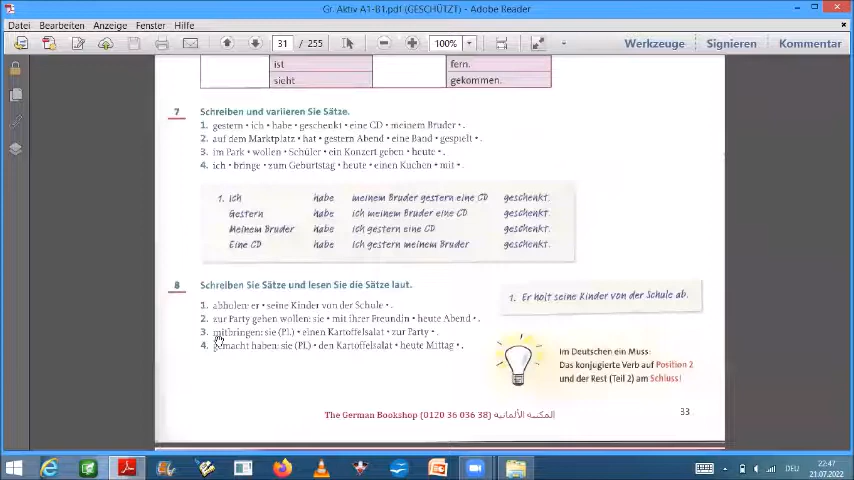 Gr. Aktiv A1-B1.pdf (GESCHÜTZT) - Adobe Reader
Datei Bearbeiten Anzeige Fenster Hilfe
31 / 255 100% Werkzeuge Signieren Kommentar
ist fern.
sieht gekommen.
7 Schreiben und variieren Sie Sätze.
1. gestern • ich • habe • geschenkt • eine CD • meinem Bruder • .
2. auf dem Marktplatz • hat • gestern Abend • eine Band • gespielt • .
3. im Park • wollen • Schüler • ein Konzert geben • heute • .
4. ich • bringe • zum Geburtstag • heute • einen Kuchen • mit • .
1. Ich habe meinem Bruder gestern eine CD geschenkt.
Gestern habe ich meinem Bruder eine CD geschenkt.
Meinem Bruder habe ich gestern eine CD geschenkt.
Eine CD habe ich gestern meinem Bruder geschenkt.
8 Schreiben Sie Sätze und lesen Sie die Sätze laut.
1. abholen: er • seine Kinder von der Schule • .
2. zur Party gehen wollen: sie • mit ihrer Freundin • heute Abend • .
3. mitbringen: sie (Pl.) • einen Kartoffelsalat • zur Party • .
4. gemacht haben: sie (Pl.) • den Kartoffelsalat • heute Mittag • .
1. Er holt seine Kinder von der Schule ab.
Im Deutschen ein Muss:
Das konjugierte Verb auf Position 2
und der Rest (Teil 2) am Schluss!
The German Bookshop (0120 36 036 38) المكتبة الألمانية
33
DEU
22:47
21.07.2022